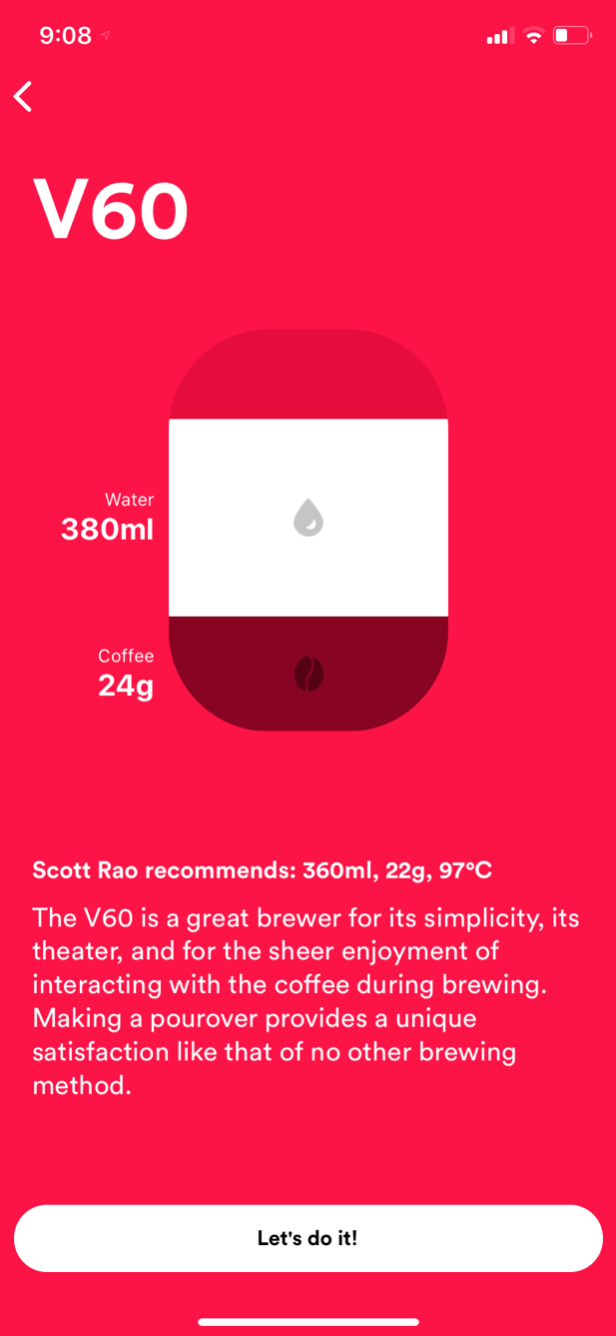 9:08
V60
Water
380ml
Coffee
24g
Scott Rao recommends: 360ml, 22g, 97°C
The V60 is a great brewer for its simplicity, its
theater, and for the sheer enjoyment of
interacting with the coffee during brewing.
Making a pourover provides a unique
satisfaction like that of no other brewing
method.
Let's do it!